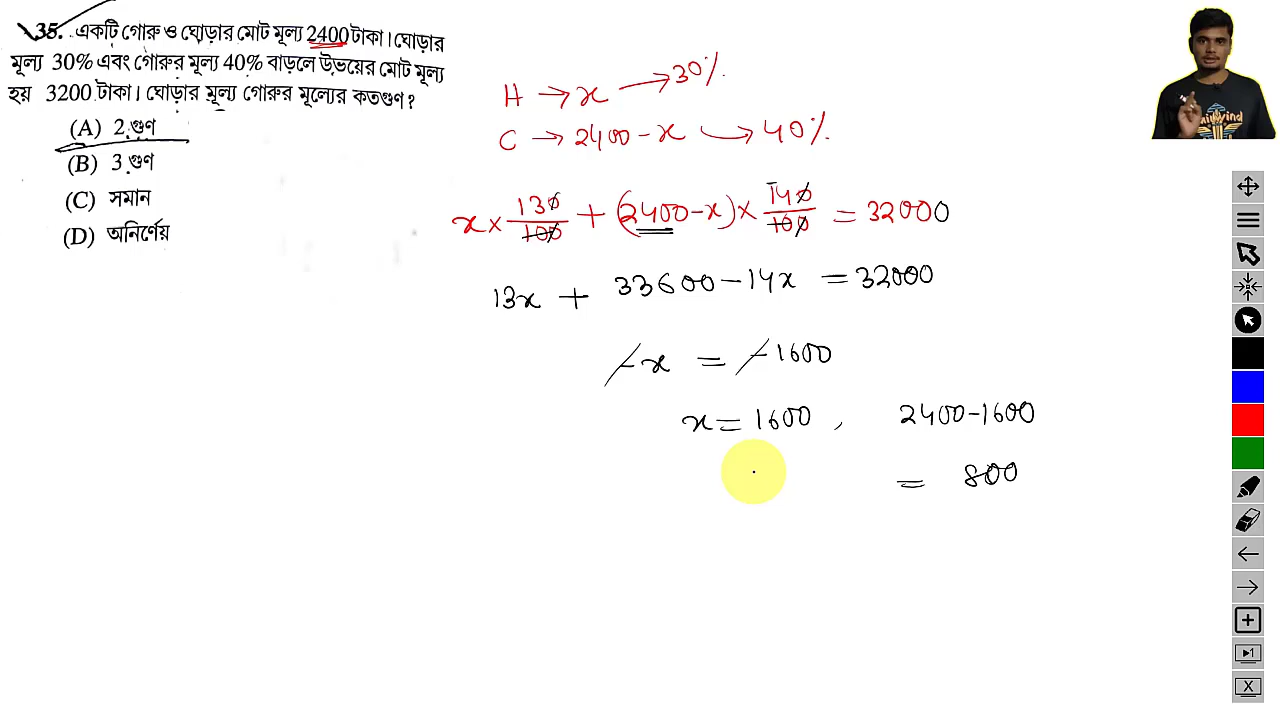 35. একটি গোরু ও ঘোড়ার মোট মূল্য 2400 টাকা। ঘোড়ার
মূল্য 30% এবং গোরুর মূল্য 40% বাড়লে উভয়ের মোট মূল্য
হয় 3200 টাকা। ঘোড়ার মূল্য গোরুর মূল্যের কতগুণ?
(A) 2 গুণ
(B) 3 গুণ
(C) সমান
(D) অনির্ণেয়
H → x → 30%
C → 2400 - x → 40%
x × 130/100 + (2400 - x) × 140/100 = 32000
13x + 33600 - 14x = 32000
-x = -1600
x = 1600, 2400 - 1600
= 800